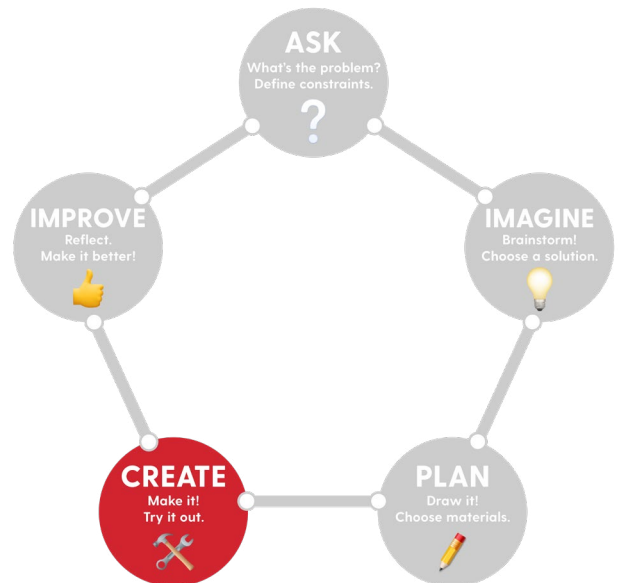 ASK
What's the problem?
Define constraints.
?
IMAGINE
Brainstorm!
Choose a solution.
PLAN
Draw it!
Choose materials.
CREATE
Make it!
Try it out.
IMPROVE
Reflect.
Make it better!